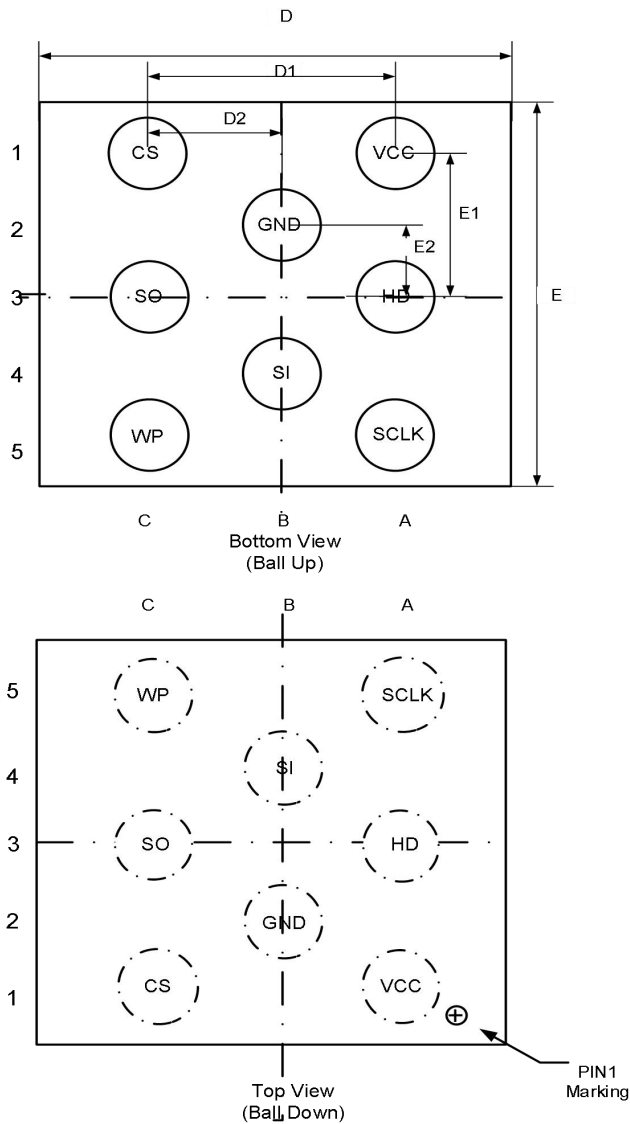 D
D1
D2
1 CS VCC
E1
2 GND
E2
3 SO HD E
4 SI
5 WP SCLK
C B A
Bottom View
(Ball Up)
C B A
5 WP SCLK
4 SI
3 SO HD
2 GND
1 CS VCC
PIN1
Marking
Top View
(Ball Down)